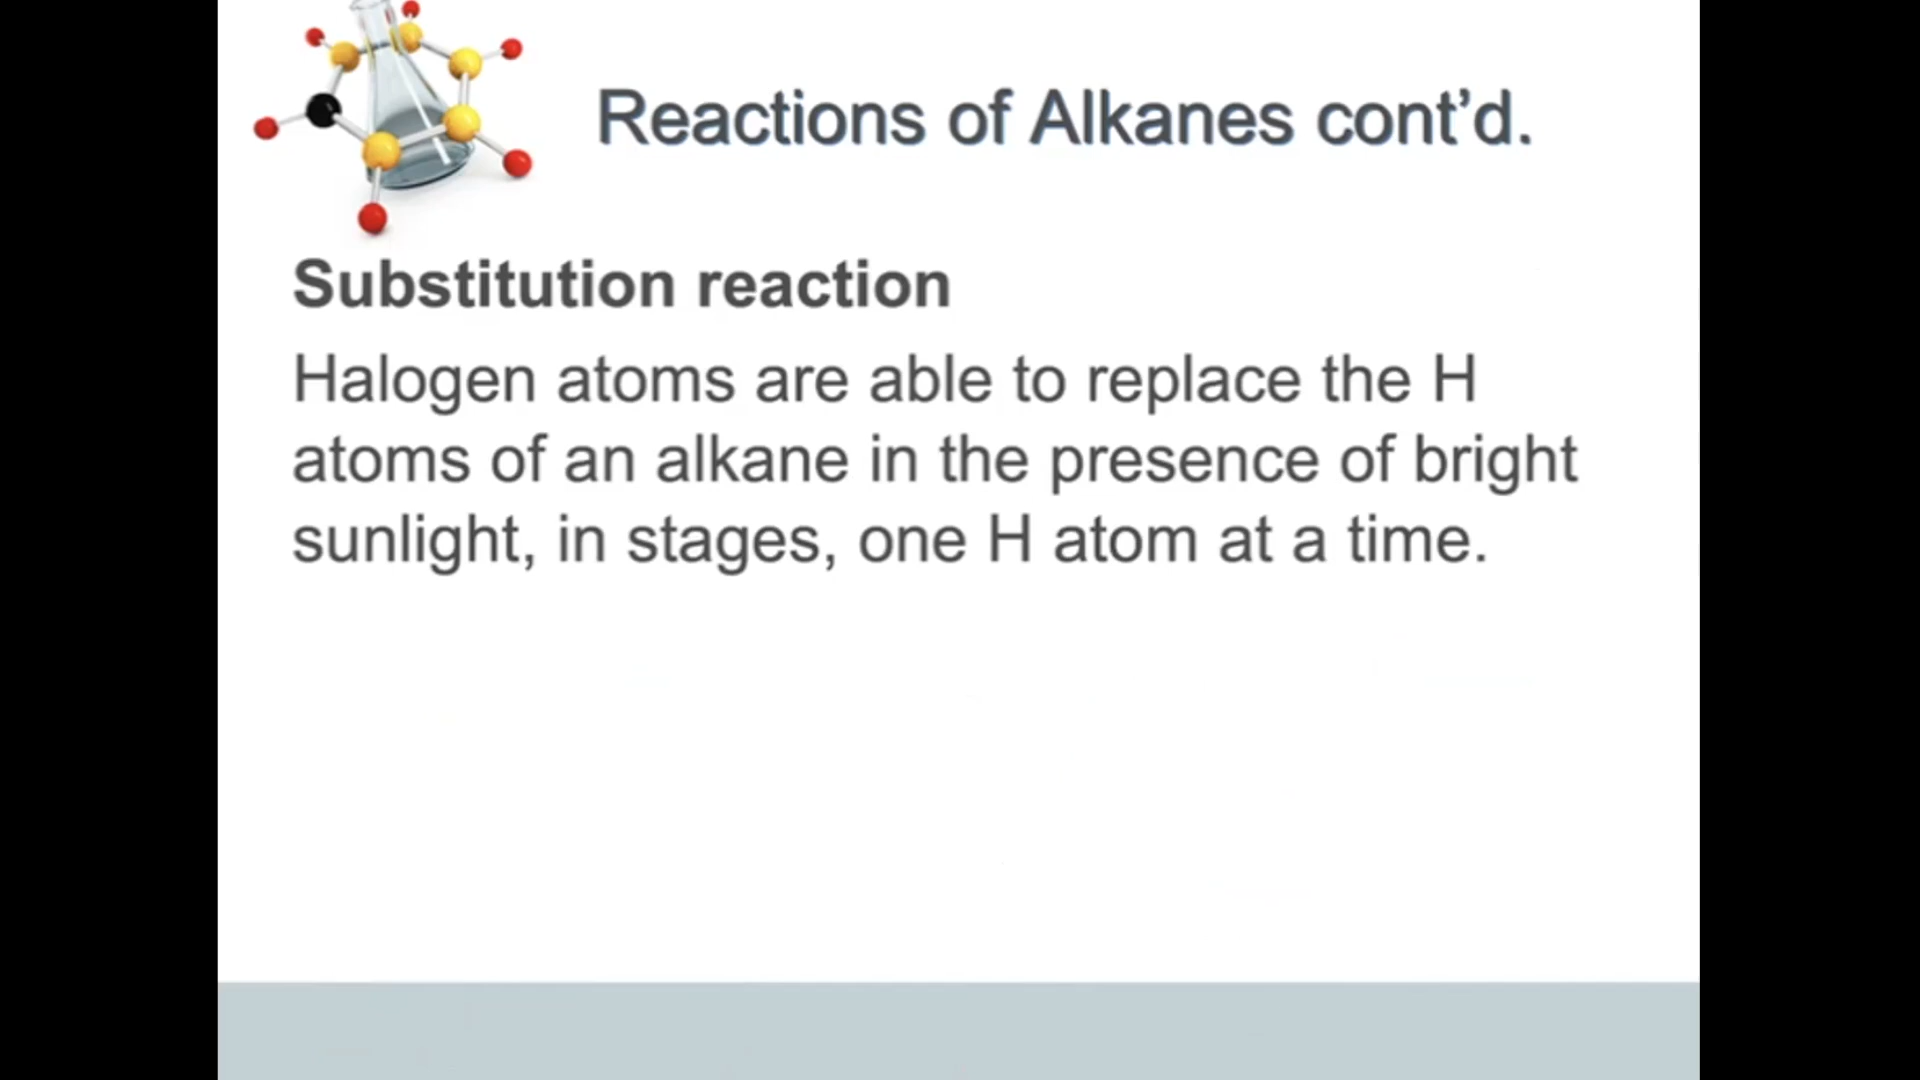 Reactions of Alkanes cont’d.
Substitution reaction
Halogen atoms are able to replace the H
atoms of an alkane in the presence of bright
sunlight, in stages, one H atom at a time.